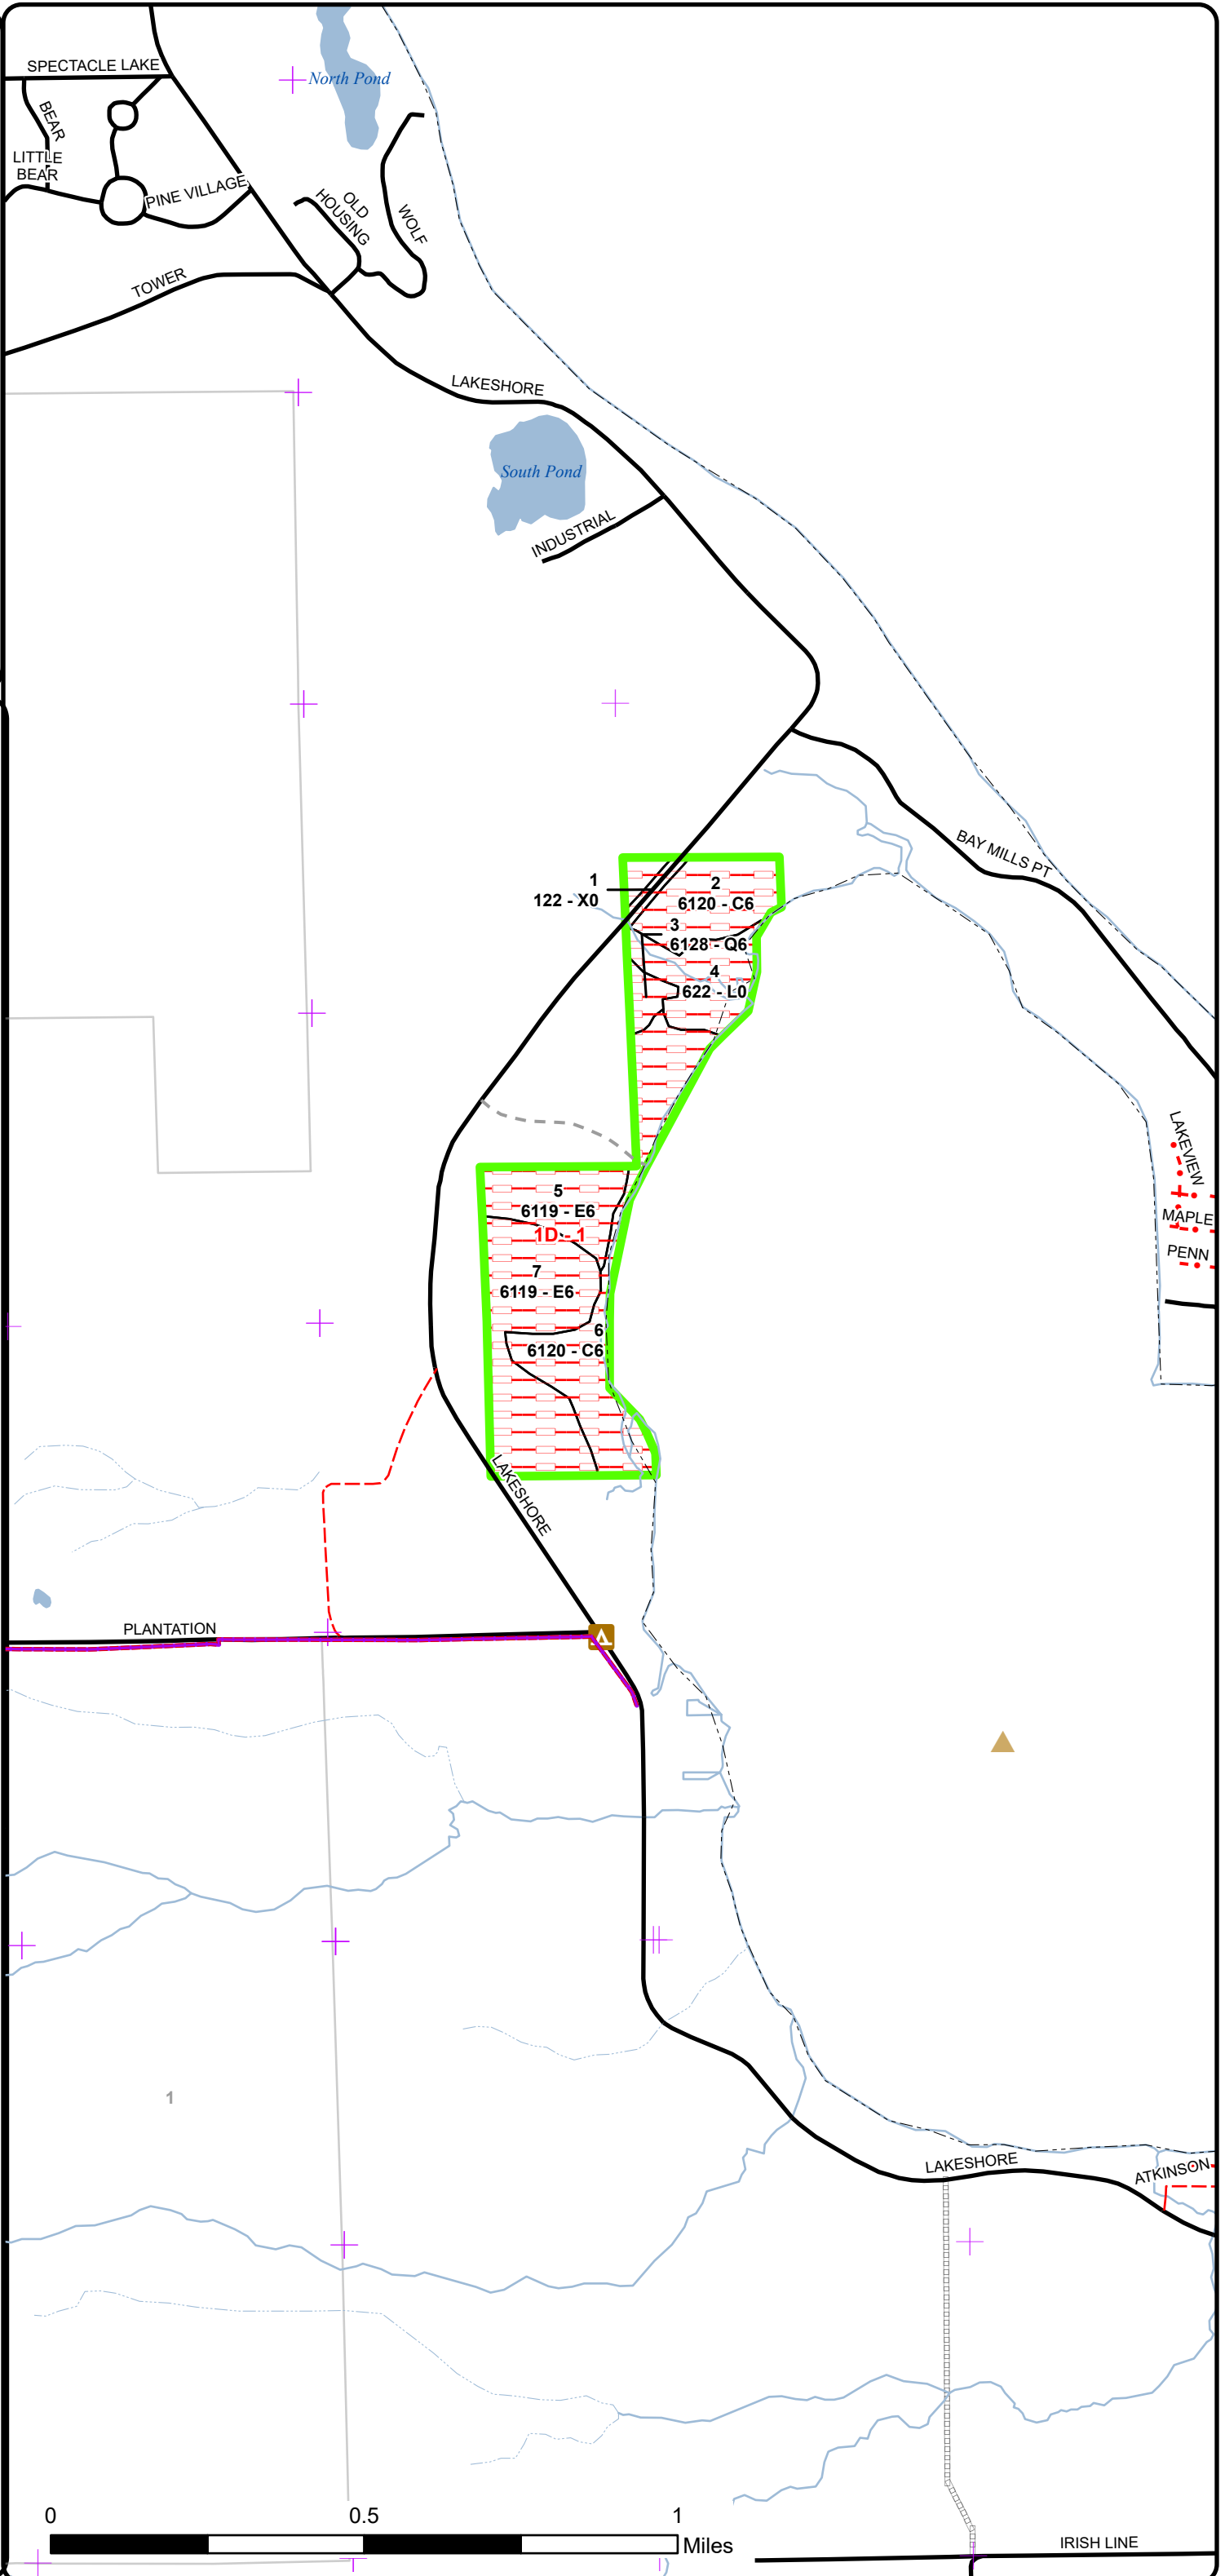 SPECTACLE LAKE
North Pond
BEAR
LITTLE
BEAR
PINE VILLAGE
OLD
HOUSING
WOLF
TOWER
LAKESHORE
South Pond
INDUSTRIAL
BAY MILLS PT
1
122 - X0
2
6120 - C6
3
6128 - Q6
4
622 - L0
LAKEVIEW
MAPLE
PENN
5
6119 - E6
1D - 1
7
6119 - E6
6
6120 - C6
LAKESHORE
PLANTATION
1
LAKESHORE
ATKINSON
0 0.5 1
Miles
IRISH LINE